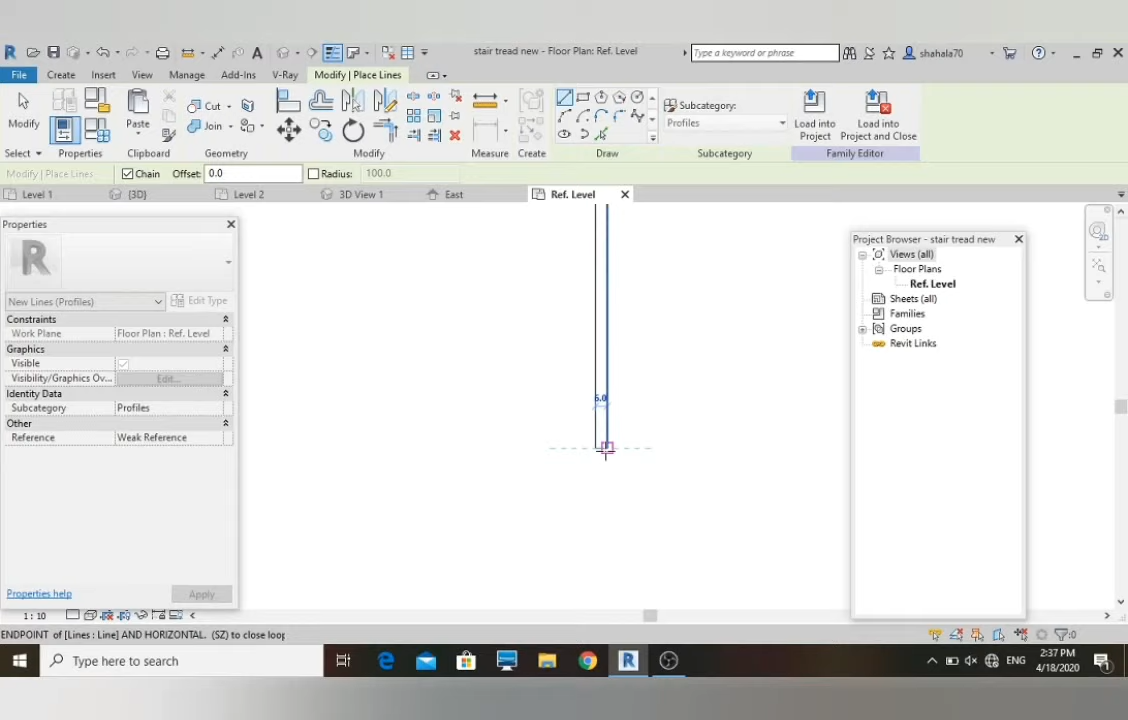 stair tread new - Floor Plan: Ref. Level
Type a keyword or phrase
shahala70
File Create Insert View Manage Add-Ins V-Ray Modify | Place Lines
Modify
Paste
Cut
Join
Subcategory:
Profiles
Load into
Project
Load into
Project and Close
Select Properties Clipboard Geometry Modify Measure Create Draw Subcategory Family Editor
Modify | Place Lines Chain Offset: 0.0 Radius: 100.0
Level 1 {3D} Level 2 3D View 1 East Ref. Level
Properties
New Lines (Profiles) Edit Type
Constraints
Work Plane Floor Plan : Ref. Level
Graphics
Visible
Visibility/Graphics Ov... Edit...
Identity Data
Subcategory Profiles
Other
Reference Weak Reference
Properties help Apply
6.0
Project Browser - stair tread new
Views (all)
Floor Plans
Ref. Level
Sheets (all)
Families
Groups
Revit Links
2D
1 : 10
ENDPOINT of [Lines : Line] AND HORIZONTAL. (SZ) to close loop
:0
Type here to search
ENG
2:37 PM
4/18/2020